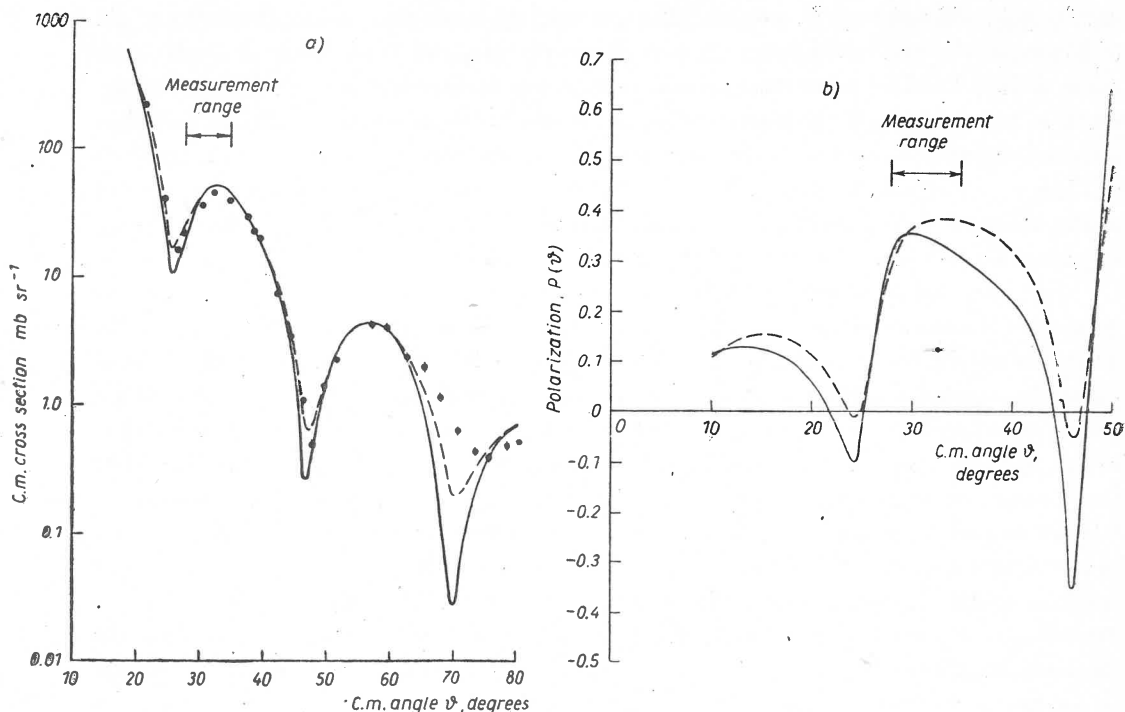 a)
Measurement
range
1000
100
10
1.0
0.1
0.01
C.m. cross section mb sr⁻¹
10 20 30 40 50 60 70 80
C.m. angle ϑ, degrees
b)
Measurement
range
0.7
0.6
0.5
0.4
0.3
0.2
0.1
0
-0.1
-0.2
-0.3
-0.4
-0.5
Polarization, P(ϑ)
0 10 20 30 40 50
C.m. angle ϑ,
degrees